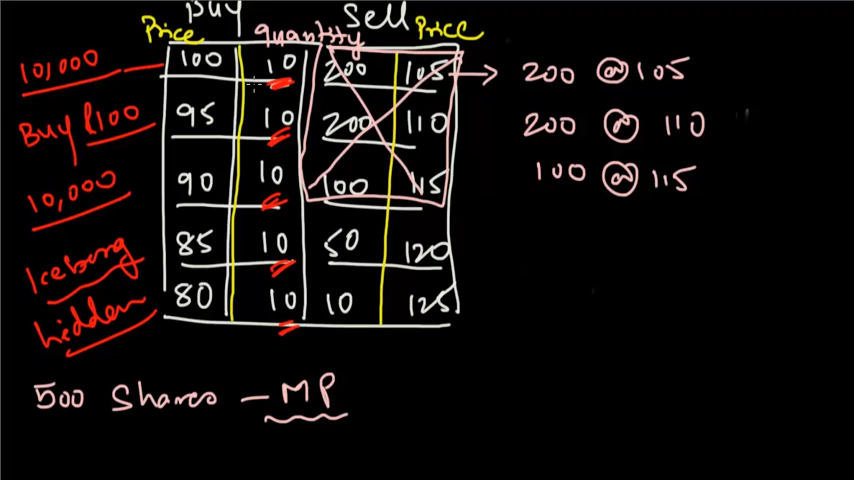 Buy Sell
Price quantity Price
10,000 100 10 200 105 200 @ 105
Buy ₹100 95 10 200 110 200 @ 110
10,000 90 10 100 115 100 @ 115
Iceberg 85 10 50 120
hidden 80 10 10 125
500 Shares - MP